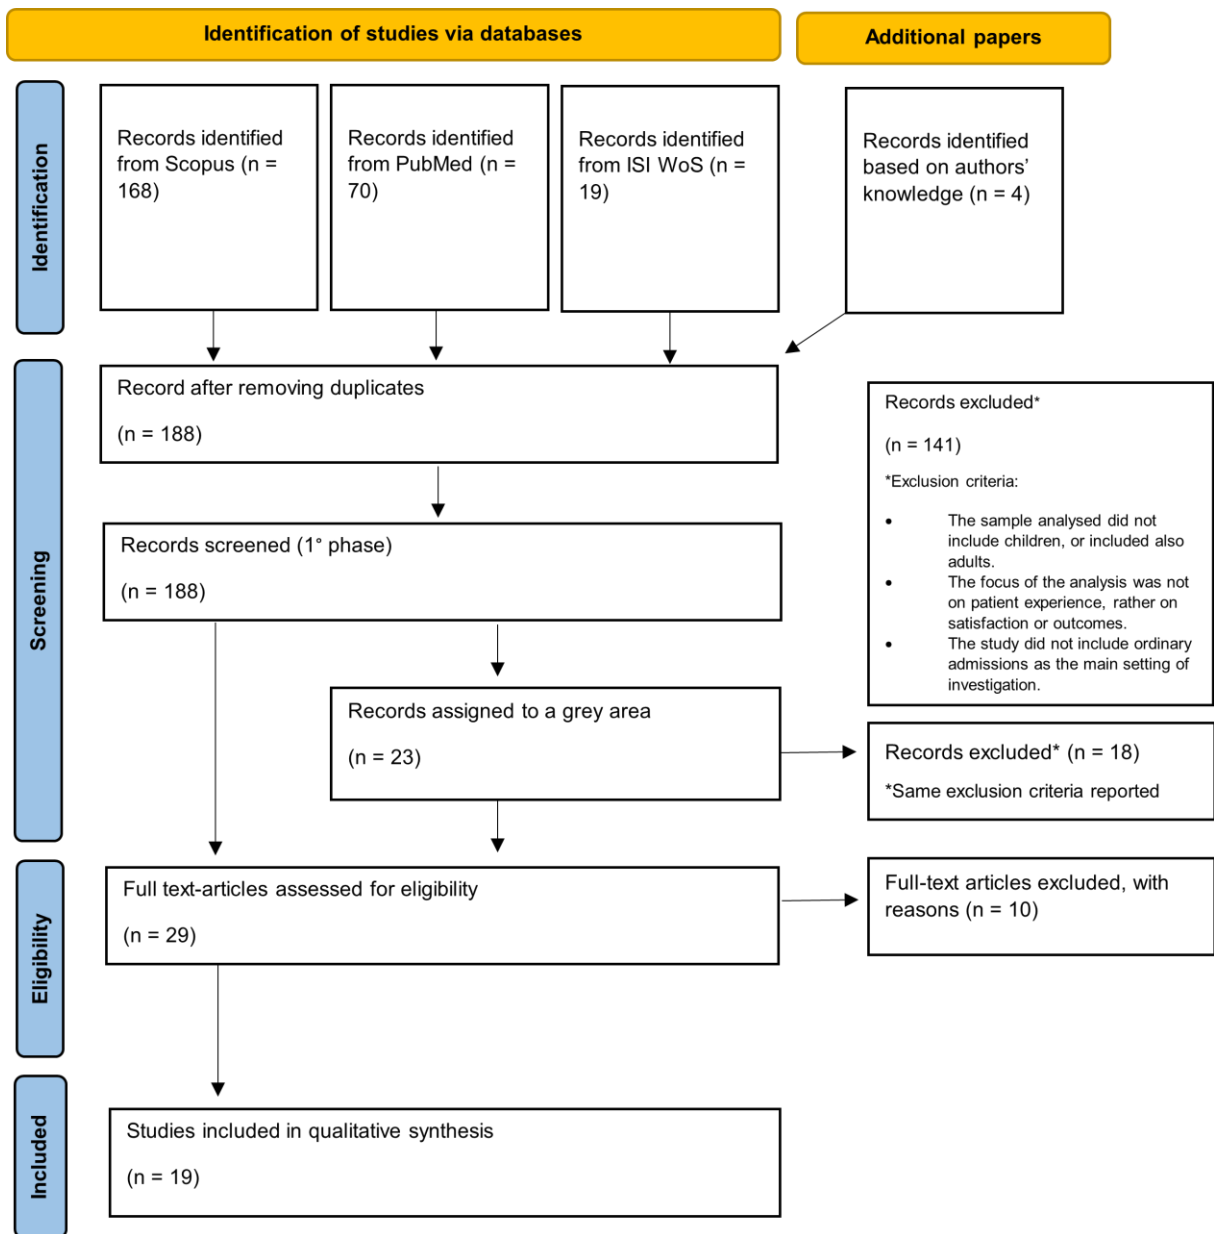 Identification of studies via databases
Additional papers
Identification
Records identified
from Scopus (n =
168)
Records identified
from PubMed (n =
70)
Records identified
from ISI WoS (n =
19)
Records identified
based on authors’
knowledge (n = 4)
Screening
Record after removing duplicates
(n = 188)
Records excluded*
(n = 141)
*Exclusion criteria:
• The sample analysed did not
include children, or included also
adults.
• The focus of the analysis was not
on patient experience, rather on
satisfaction or outcomes.
• The study did not include ordinary
admissions as the main setting of
investigation.
Records screened (1° phase)
(n = 188)
Records assigned to a grey area
(n = 23)
Records excluded* (n = 18)
*Same exclusion criteria reported
Eligibility
Full text-articles assessed for eligibility
(n = 29)
Full-text articles excluded, with
reasons (n = 10)
Included
Studies included in qualitative synthesis
(n = 19)